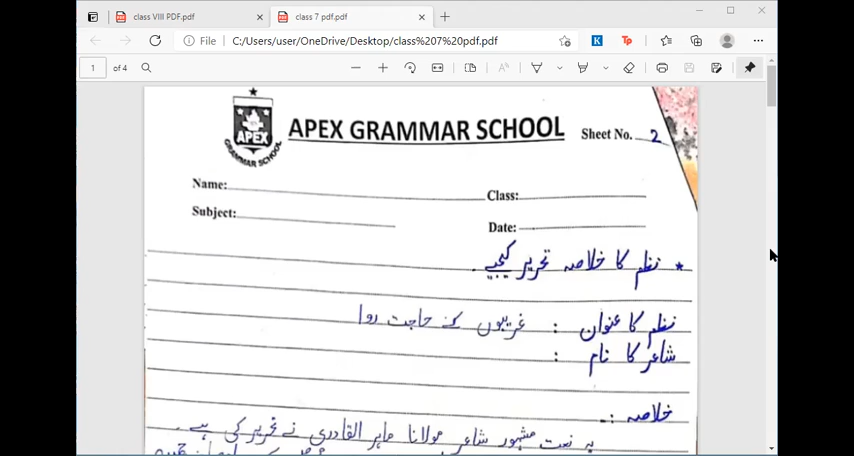 class VIII PDF.pdf
class 7 pdf.pdf
File C:/Users/user/OneDrive/Desktop/class%207%20pdf.pdf
1 of 4
APEX
GRAMMAR SCHOOL
APEX GRAMMAR SCHOOL
Sheet No. 2
Name:
Class:
Subject:
Date:
* نظم کا خلاصہ تحریر کیجیے۔
نظم کا عنوان : غریبوں کے حاجت روا
شاعر کا نام :
خلاصہ :
یہ نعت مشہور شاعر مولانا ماہر القادری نے تحریر کی ہے۔